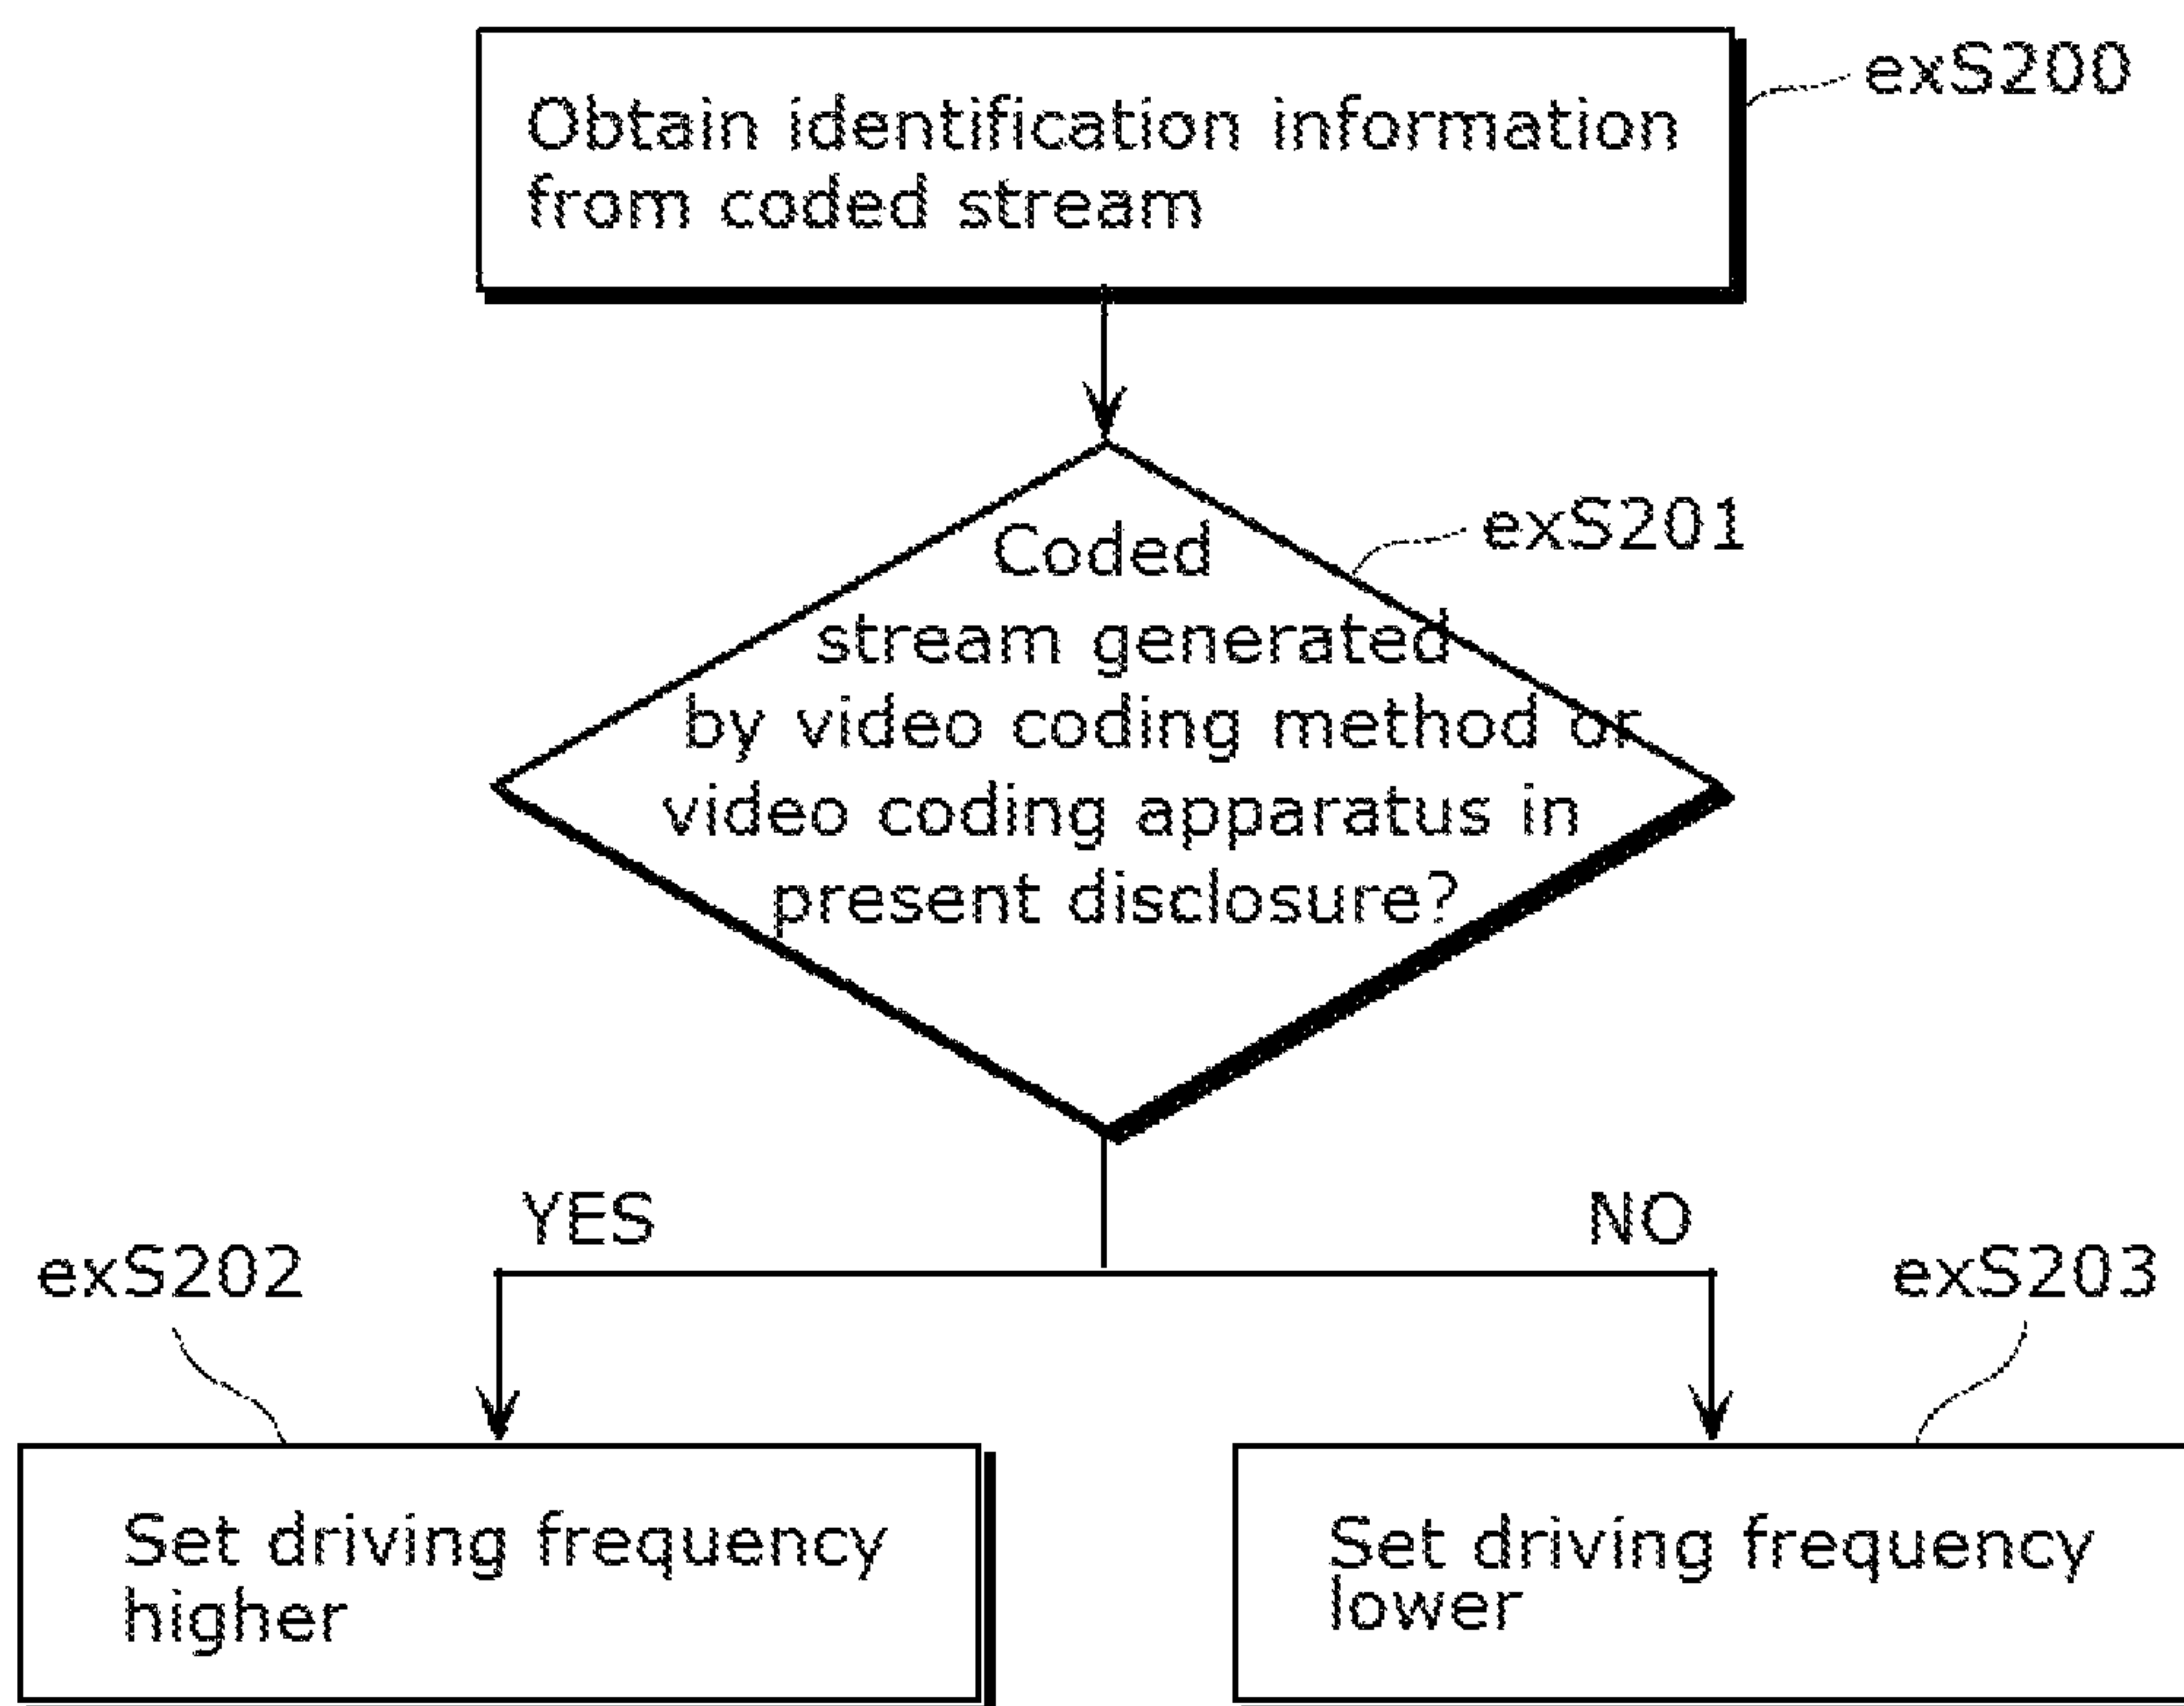 exS200
Obtain identification information
from coded stream
exS201
Coded
stream generated
by video coding method or
video coding apparatus in
present disclosure?
YES
NO
exS202
exS203
Set driving frequency
higher
Set driving frequency
lower